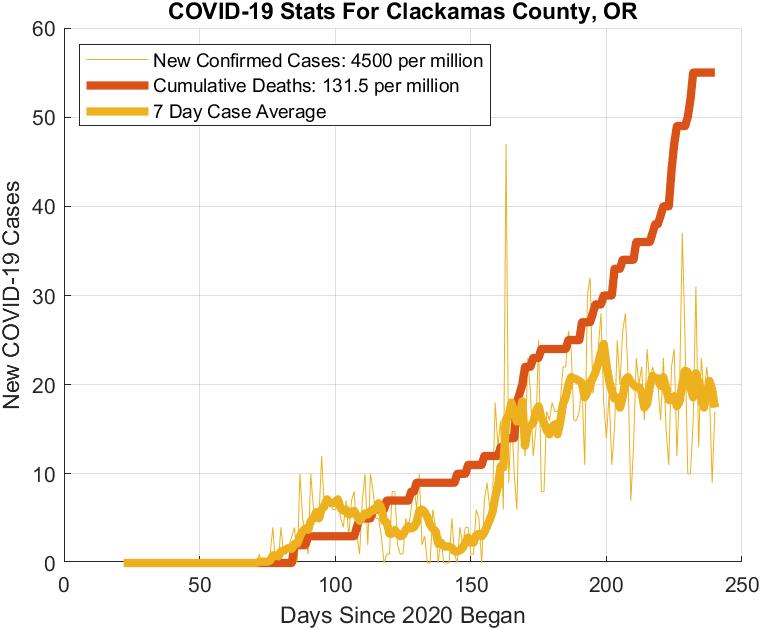 COVID-19 Stats For Clackamas County, OR
60
New Confirmed Cases: 4500 per million
Cumulative Deaths: 131.5 per million
7 Day Case Average
50
40
30
20
10
0
New COVID-19 Cases
0 50 100 150 200 250
Days Since 2020 Began